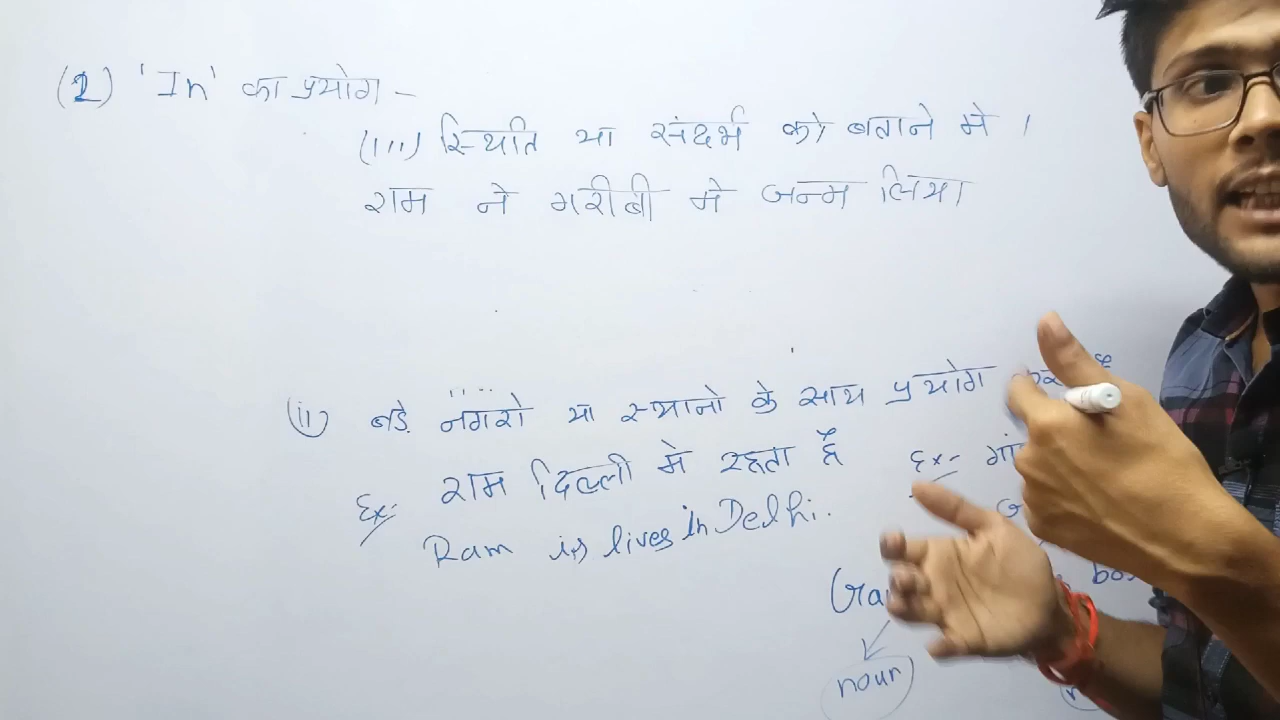 (2) 'In' का प्रयोग –
(iii) स्थिति या संदर्भ को बताने मे ।
राम ने गरीबी मे जन्म लिया
(ii) बड़े नगरो या स्थानो के साथ प्रयोग
Ex:- राम दिल्ली मे रहता है
Ram is lives in Delhi.
Ex:-
noun